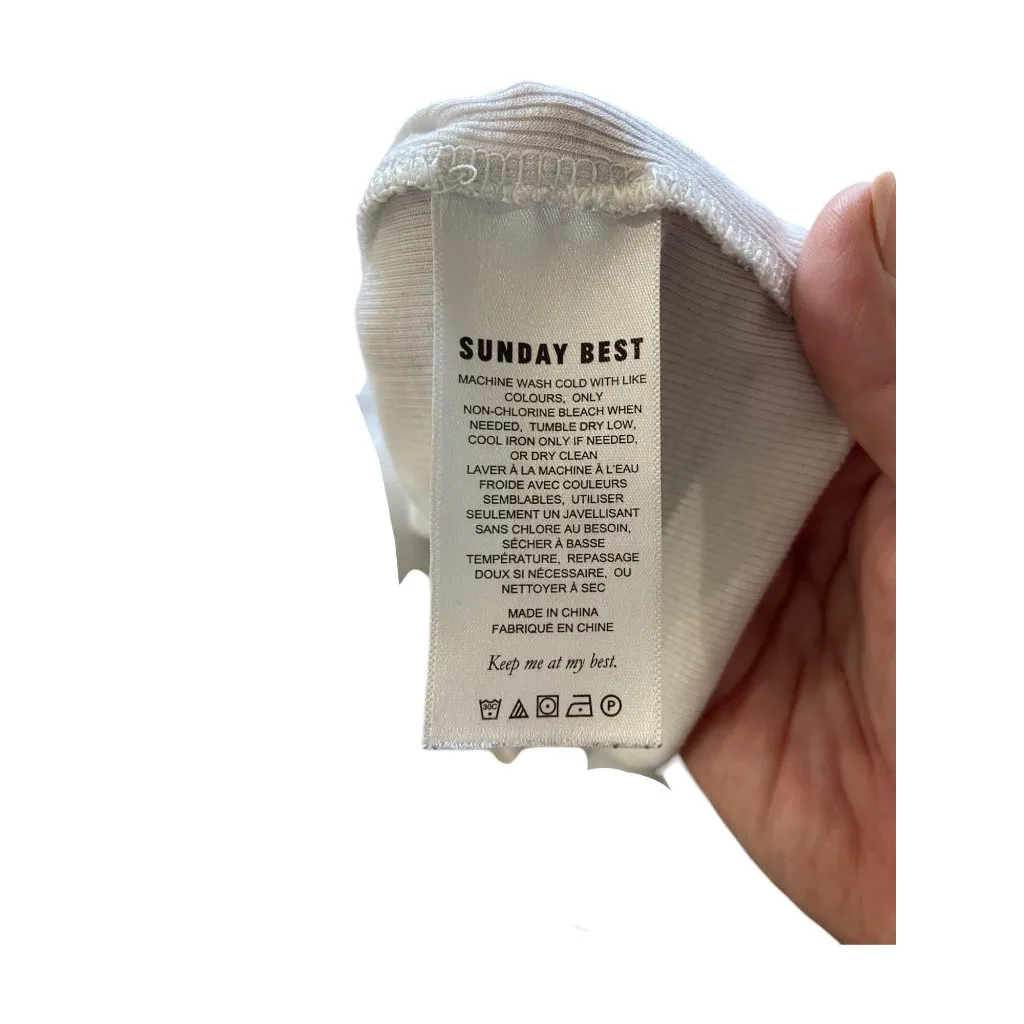 SUNDAY BEST
MACHINE WASH COLD WITH LIKE
COLOURS, ONLY
NON-CHLORINE BLEACH WHEN
NEEDED, TUMBLE DRY LOW,
COOL IRON ONLY IF NEEDED,
OR DRY CLEAN
LAVER À LA MACHINE À L'EAU
FROIDE AVEC COULEURS
SEMBLABLES, UTILISER
SEULEMENT UN JAVELLISANT
SANS CHLORE AU BESOIN,
SÉCHER À BASSE
TEMPÉRATURE, REPASSAGE
DOUX SI NÉCESSAIRE, OU
NETTOYER À SEC
MADE IN CHINA
FABRIQUÉ EN CHINE
Keep me at my best.
30C P